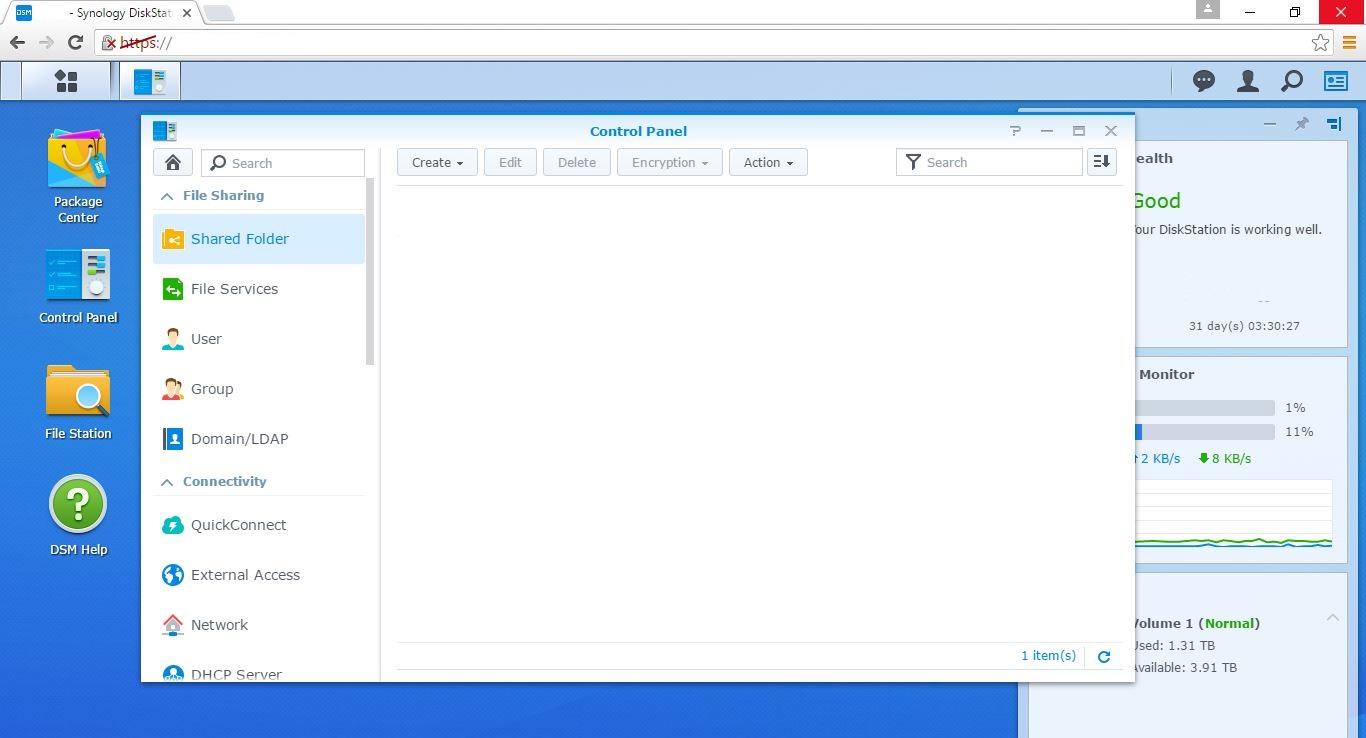 DSM
- Synology DiskStat
https://
Package
Center
Control Panel
File Station
DSM Help
Control Panel
Search
File Sharing
Shared Folder
File Services
User
Group
Domain/LDAP
Connectivity
QuickConnect
External Access
Network
DHCP Server
Create
Edit
Delete
Encryption
Action
Search
1 item(s)
ealth
Good
our DiskStation is working well.
31 day(s) 03:30:27
Monitor
1%
11%
2 KB/s 8 KB/s
Volume 1 (Normal)
Used: 1.31 TB
Available: 3.91 TB